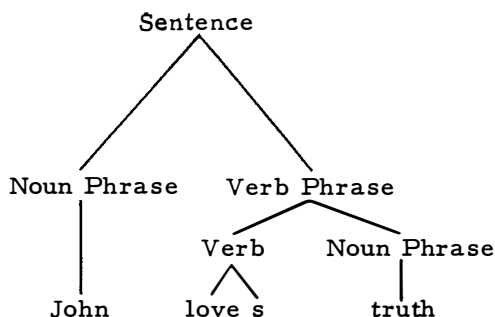 Sentence
Noun Phrase Verb Phrase
Verb Noun Phrase
John love s truth